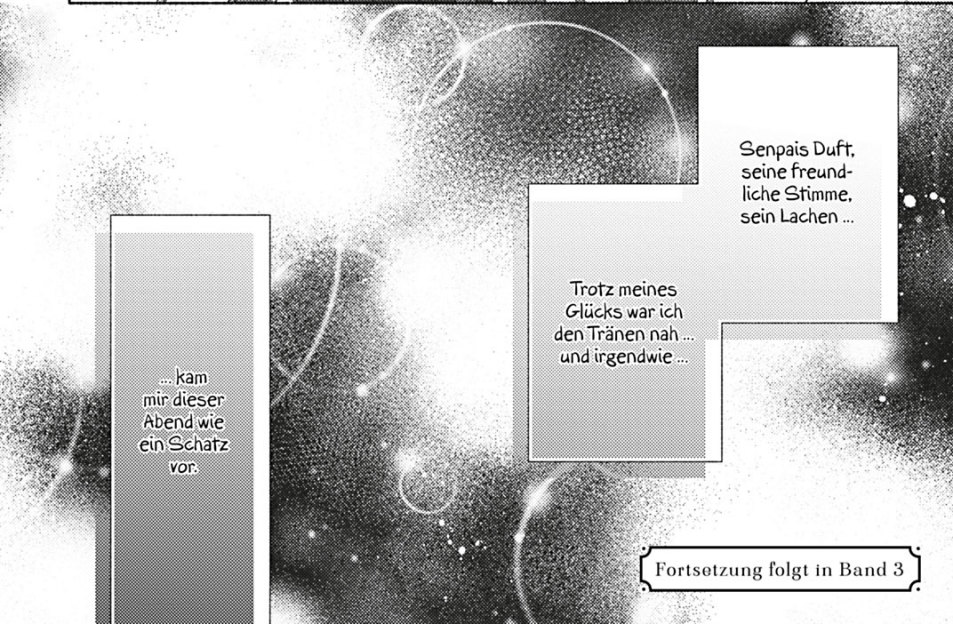 Senpais Duft,
seine freund-
liche Stimme,
sein Lachen ...
Trotz meines
Glücks war ich
den Tränen nah ...
und irgendwie ...
... kam
mir dieser
Abend wie
ein Schatz
vor.
Fortsetzung folgt in Band 3